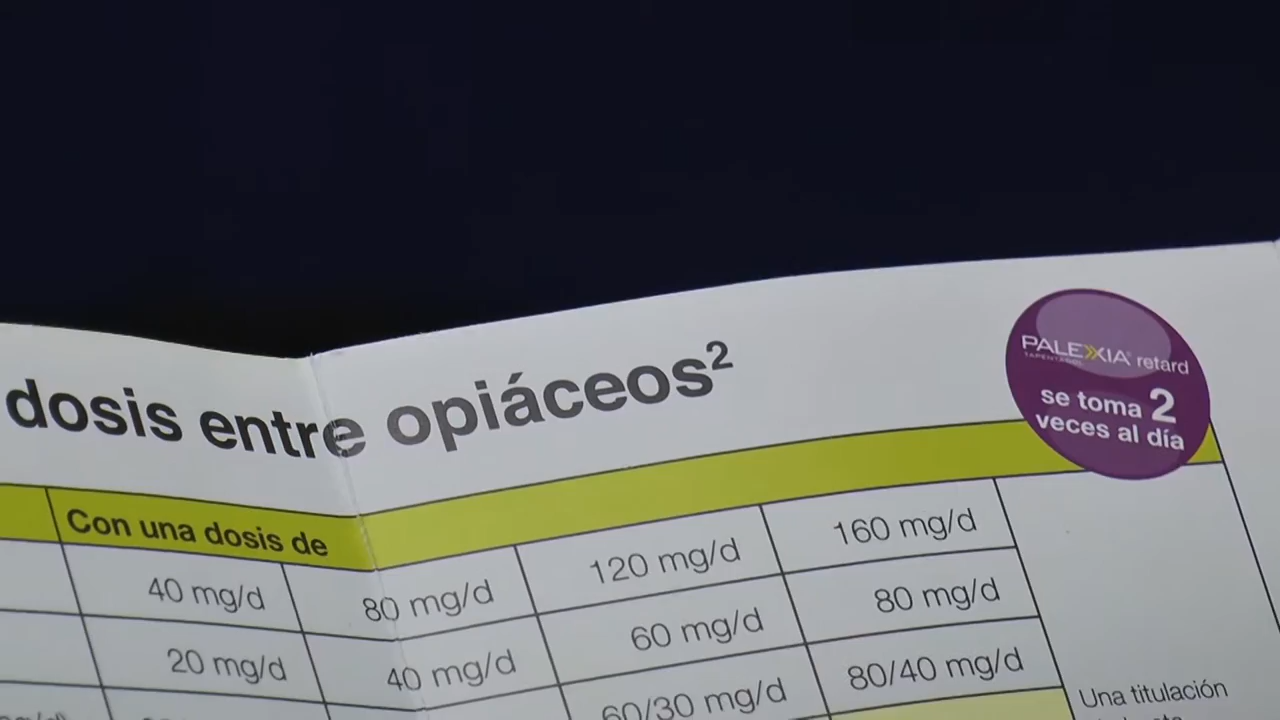 dosis entre opiáceos²
PALEXIA® retard
TAPENTADOL
se toma 2
veces al día
Con una dosis de
40 mg/d 80 mg/d 120 mg/d 160 mg/d
20 mg/d 40 mg/d 60 mg/d 80 mg/d
60/30 mg/d 80/40 mg/d
Una titulación